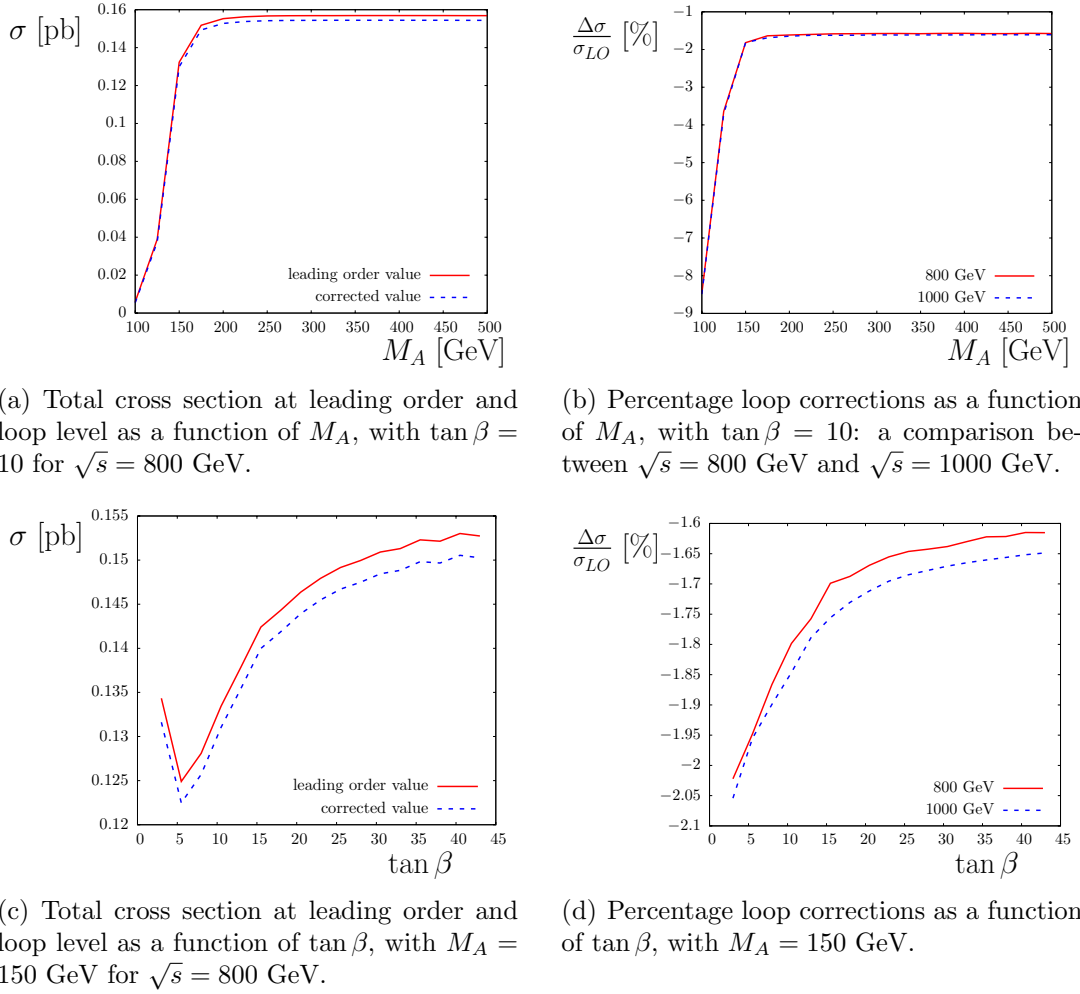 σ [pb]
0.16
0.14
0.12
0.1
0.08
0.06
0.04
0.02
0
leading order value
corrected value
100 150 200 250 300 350 400 450 500
M_A [GeV]
Δσ/σ_LO [%]
−1
−2
−3
−4
−5
−6
−7
−8
−9
800 GeV
1000 GeV
100 150 200 250 300 350 400 450 500
M_A [GeV]
(a) Total cross section at leading order and
loop level as a function of M_A, with tan β =
10 for √s = 800 GeV.
(b) Percentage loop corrections as a function
of M_A, with tan β = 10: a comparison be-
tween √s = 800 GeV and √s = 1000 GeV.
σ [pb]
0.155
0.15
0.145
0.14
0.135
0.13
0.125
0.12
leading order value
corrected value
0 5 10 15 20 25 30 35 40 45
tan β
Δσ/σ_LO [%]
−1.6
−1.65
−1.7
−1.75
−1.8
−1.85
−1.9
−1.95
−2
−2.05
−2.1
800 GeV
1000 GeV
0 5 10 15 20 25 30 35 40 45
tan β
(c) Total cross section at leading order and
loop level as a function of tan β, with M_A =
150 GeV for √s = 800 GeV.
(d) Percentage loop corrections as a function
of tan β, with M_A = 150 GeV.